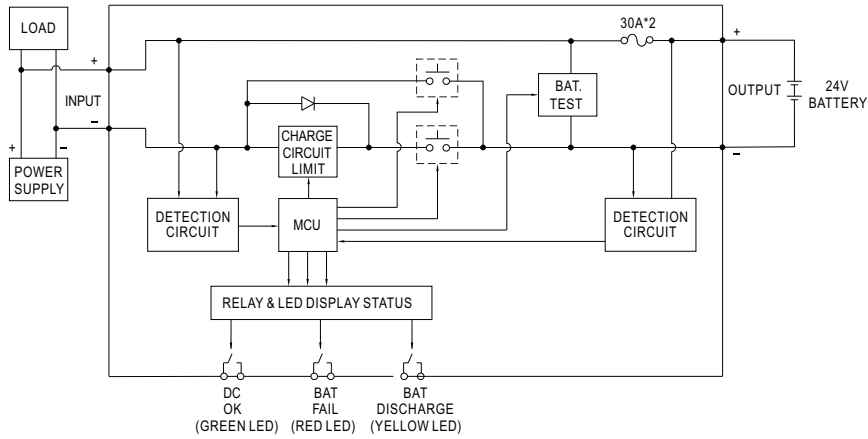 LOAD
30A*2
+
+
+
INPUT
BAT.
TEST
OUTPUT
24V
BATTERY
−
CHARGE
CIRCUIT
LIMIT
+
−
−
POWER
SUPPLY
DETECTION
CIRCUIT
MCU
DETECTION
CIRCUIT
RELAY & LED DISPLAY STATUS
DC
OK
(GREEN LED)
BAT
FAIL
(RED LED)
BAT
DISCHARGE
(YELLOW LED)